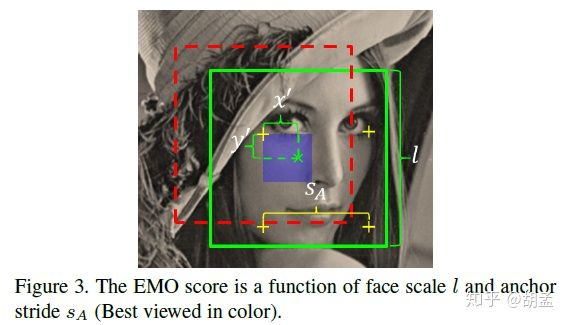 x′
y′
l
s_A
Figure 3. The EMO score is a function of face scale l and anchor
stride s_A (Best viewed in color).
知乎 @胡孟